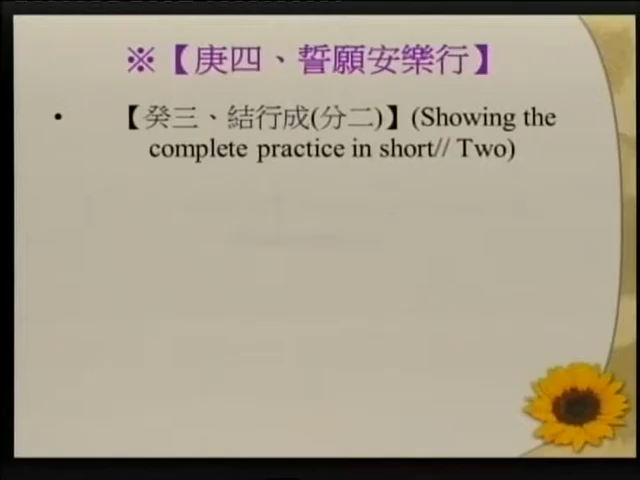 ※【庚四、誓願安樂行】
• 【癸三、結行成(分二)】(Showing the
complete practice in short// Two)